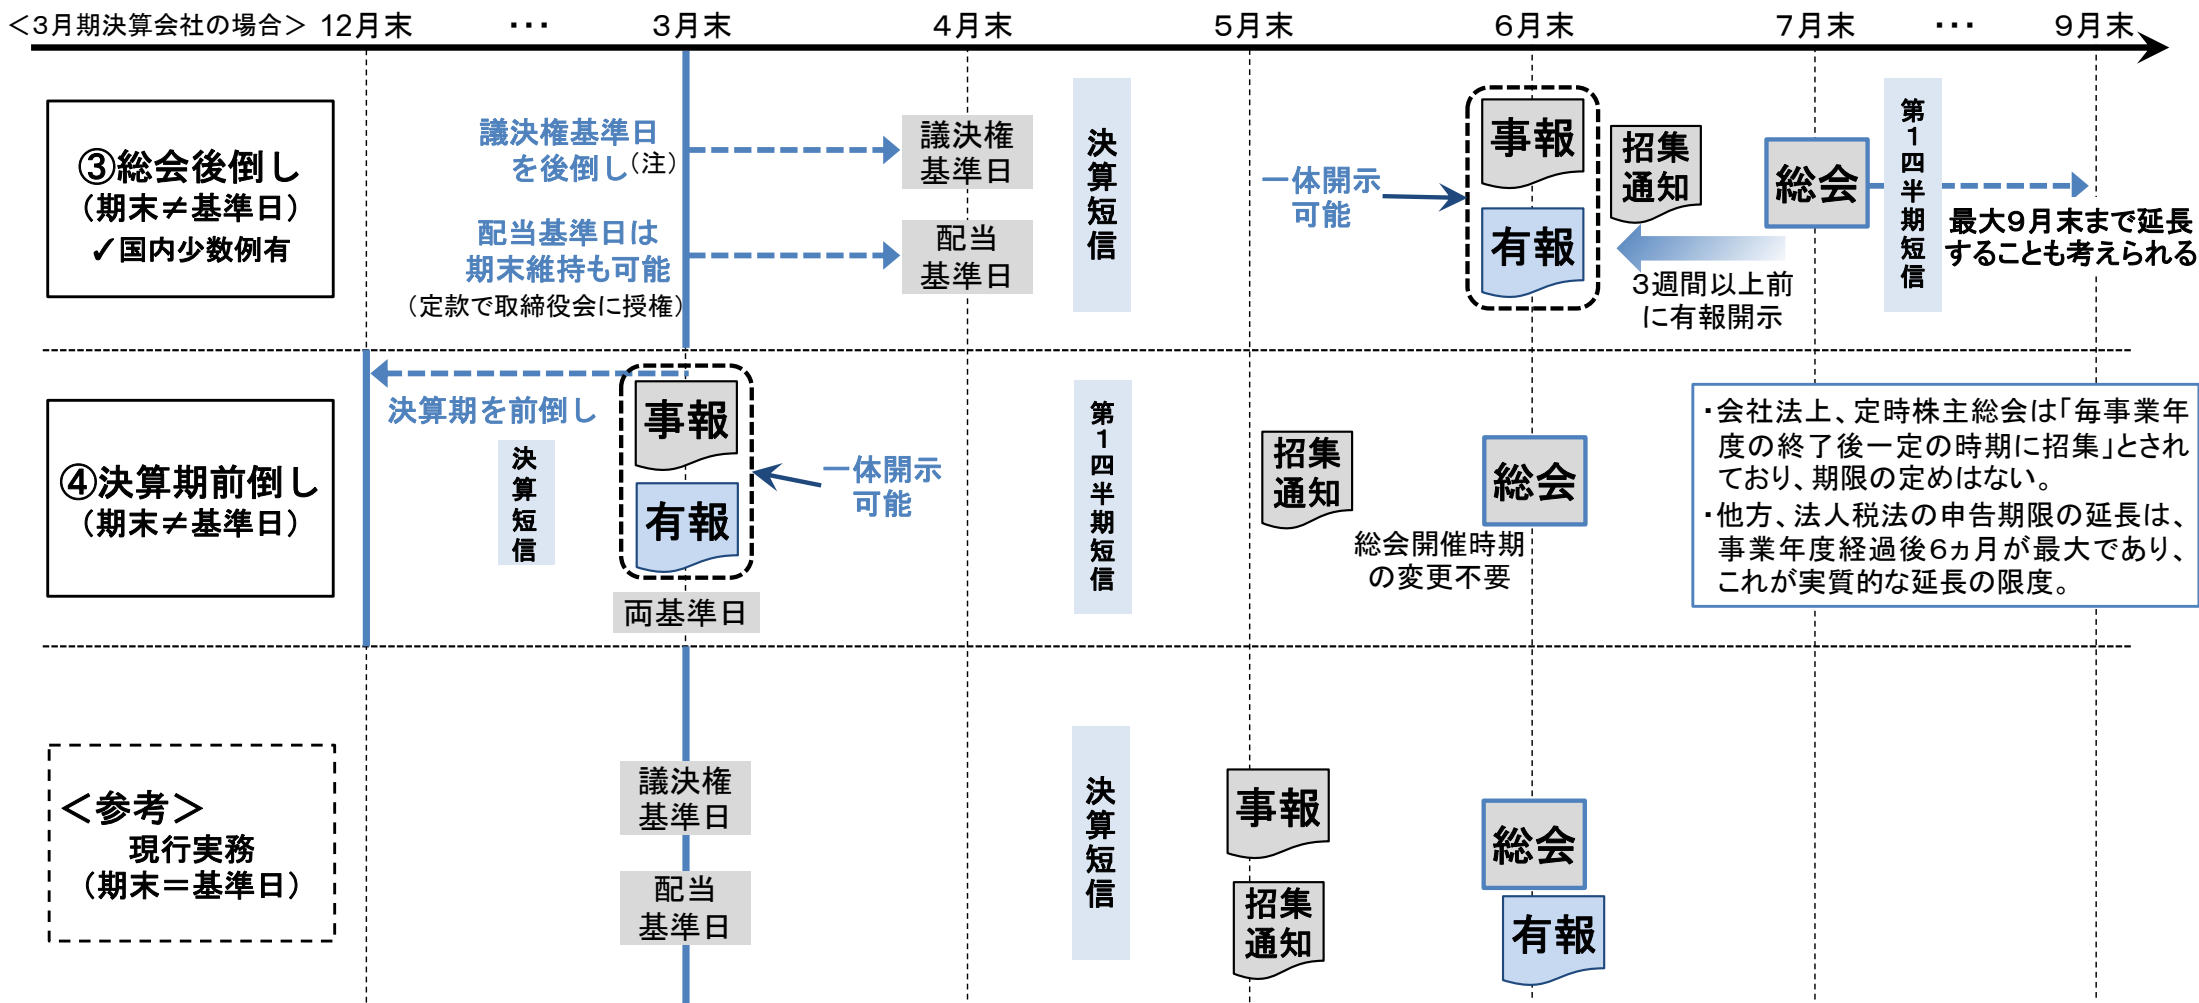 ＜3月期決算会社の場合＞
12月末
･･･
3月末
4月末
5月末
6月末
7月末
･･･
9月末
③総会後倒し
（期末≠基準日）
✓国内少数例有
議決権基準日
を後倒し（注）
配当基準日は
期末維持も可能
（定款で取締役会に授権）
議決権
基準日
配当
基準日
決算短信
一体開示
可能
事報
有報
招集
通知
3週間以上前
に有報開示
総会
第1四半期短信
最大9月末まで延長
することも考えられる
④決算期前倒し
（期末≠基準日）
決算期を前倒し
決算短信
事報
有報
両基準日
一体開示
可能
第1四半期短信
招集
通知
総会
総会開催時期
の変更不要
･会社法上、定時株主総会は「毎事業年
度の終了後一定の時期に招集」とされ
ており、期限の定めはない。
･他方、法人税法の申告期限の延長は、
事業年度経過後6ヵ月が最大であり、
これが実質的な延長の限度。
＜参考＞
現行実務
（期末＝基準日）
議決権
基準日
配当
基準日
決算短信
事報
招集
通知
総会
有報